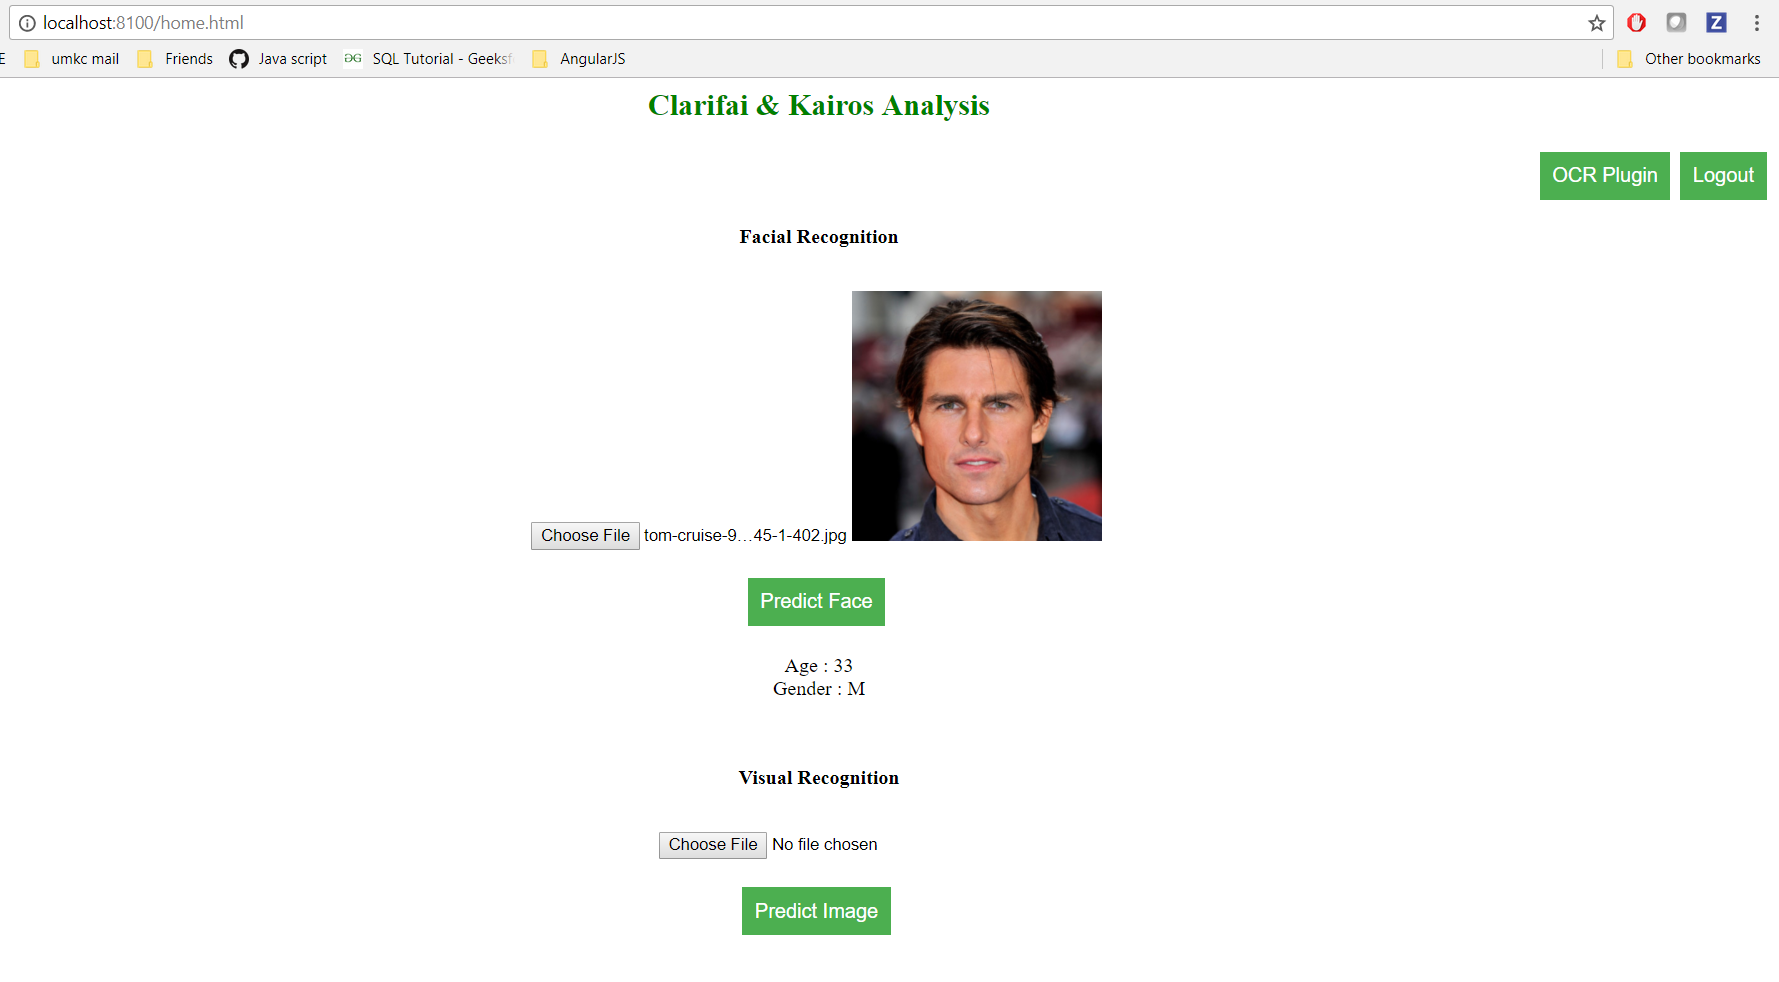 localhost:8100/home.html
E umkc mail Friends Java script SQL Tutorial - Geeksf AngularJS Other bookmarks
Clarifai & Kairos Analysis
OCR Plugin Logout
Facial Recognition
Choose File tom-cruise-9…45-1-402.jpg
Predict Face
Age : 33
Gender : M
Visual Recognition
Choose File No file chosen
Predict Image